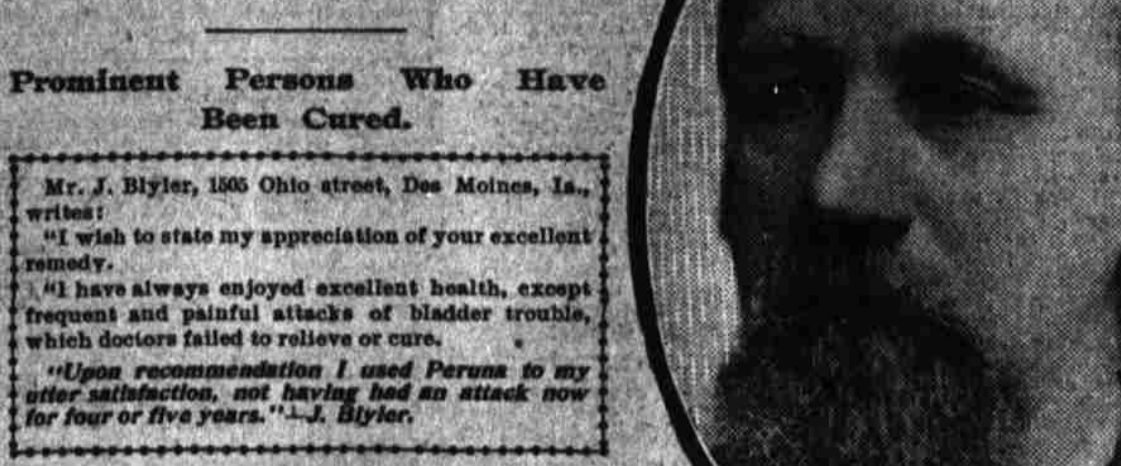 Prominent Persons Who Have
Been Cured.
Mr. J. Blyler, 1505 Ohio street, Des Moines, Ia.,
writes:
"I wish to state my appreciation of your excellent
remedy.
"I have always enjoyed excellent health, except
frequent and painful attacks of bladder trouble,
which doctors failed to relieve or cure.
"Upon recommendation I used Peruna to my
utter satisfaction, not having had an attack now
for four or five years."—J. Blyler.